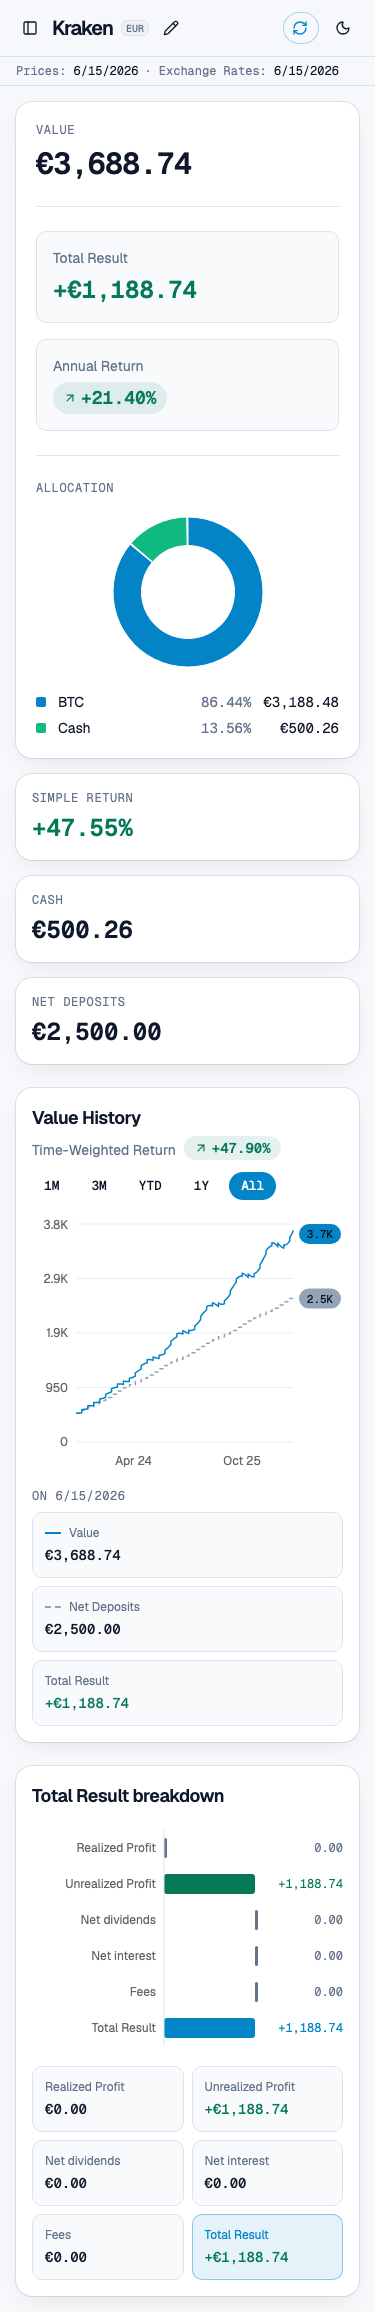 Kraken EUR
Prices: 6/15/2026 · Exchange Rates: 6/15/2026
VALUE
€3,688.74
Total Result
+€1,188.74
Annual Return
+21.40%
ALLOCATION
BTC 86.44% €3,188.48
Cash 13.56% €500.26
SIMPLE RETURN
+47.55%
CASH
€500.26
NET DEPOSITS
€2,500.00
Value History
Time-Weighted Return +47.90%
1M 3M YTD 1Y All
3.8K
3.7K
2.9K
2.5K
1.9K
950
0
Apr 24 Oct 25
ON 6/15/2026
Value
€3,688.74
Net Deposits
€2,500.00
Total Result
+€1,188.74
Total Result breakdown
Realized Profit 0.00
Unrealized Profit +1,188.74
Net dividends 0.00
Net interest 0.00
Fees 0.00
Total Result +1,188.74
Realized Profit
€0.00
Unrealized Profit
+€1,188.74
Net dividends
€0.00
Net interest
€0.00
Fees
€0.00
Total Result
+€1,188.74